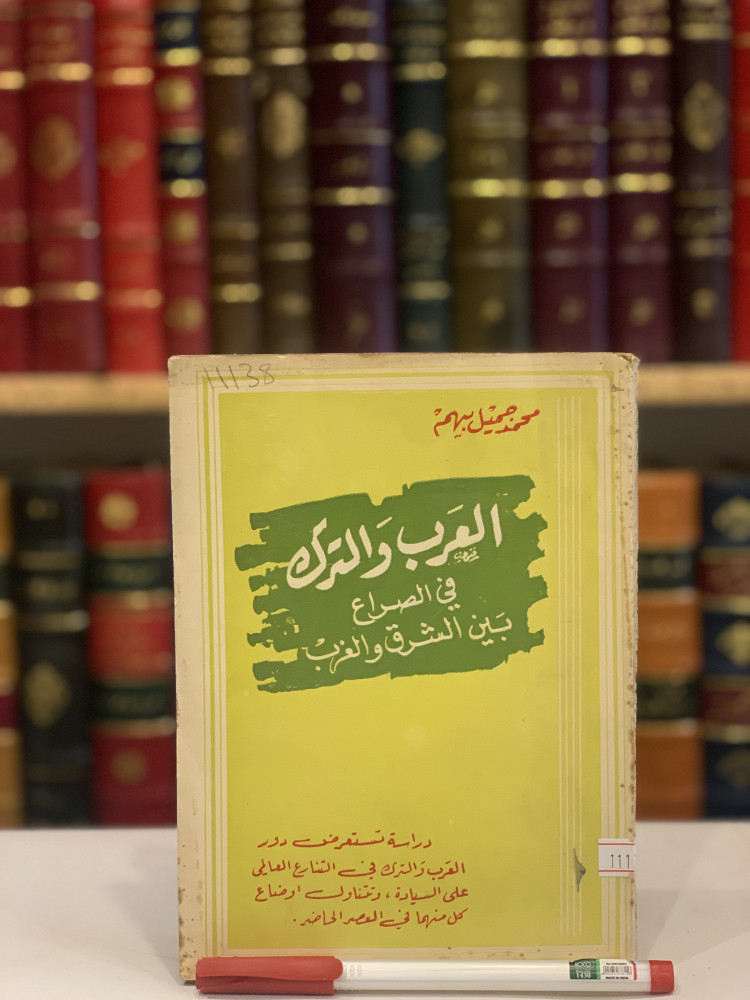 11138
محمد جميل بيهم
العرب والترك
في الصراع
بين الشرق والغرب
دراسة تستعرض دور
العرب والترك في التنازع العالمي
على السيادة، وتتناول اوضاع
كل منهما في العصر الحاضر.
111